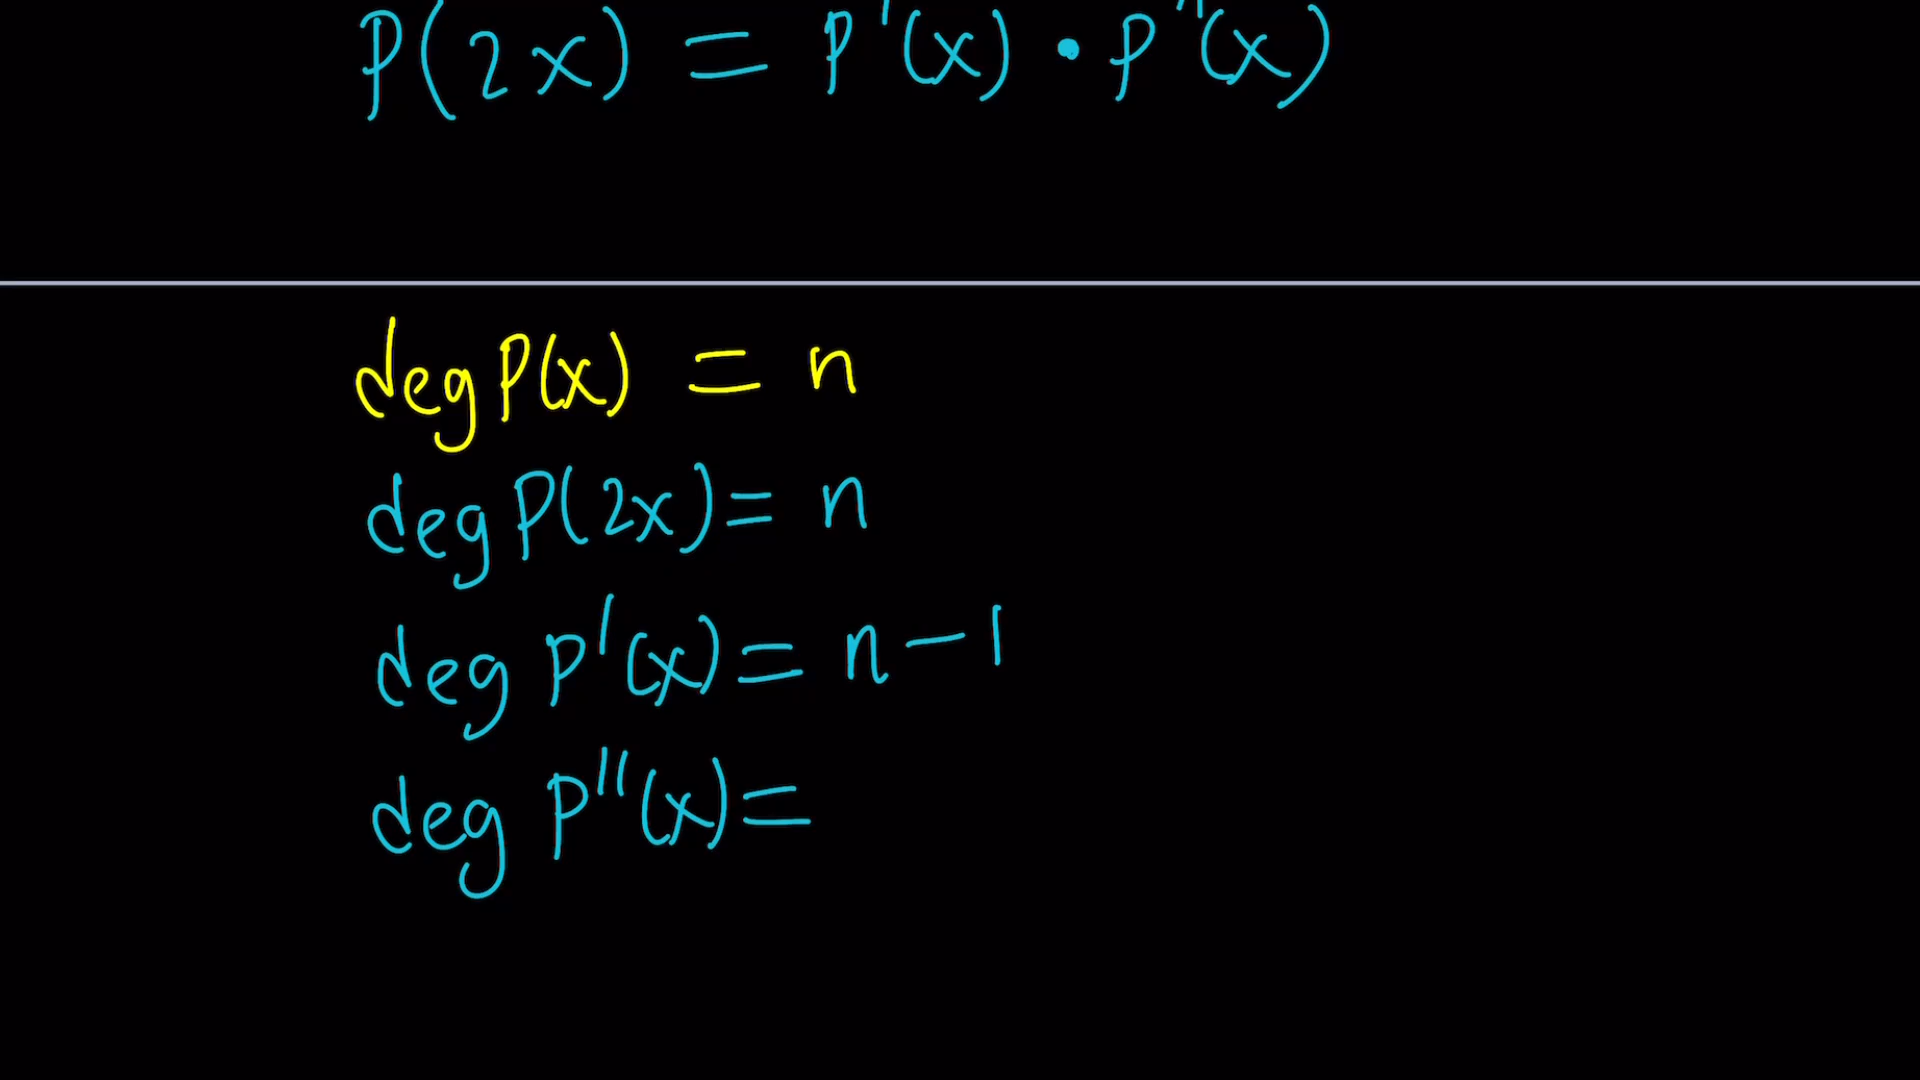 P(2x) = P'(x) • P"(x)
deg P(x) = n
deg P(2x) = n
deg P'(x) = n - 1
deg P"(x) =